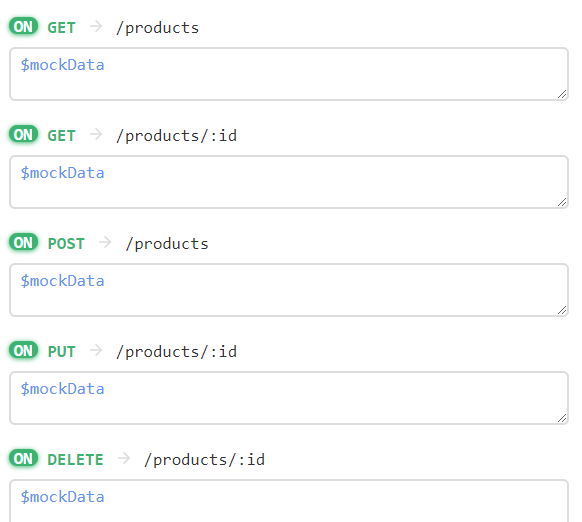 ON GET → /products
$mockData
ON GET → /products/:id
$mockData
ON POST → /products
$mockData
ON PUT → /products/:id
$mockData
ON DELETE → /products/:id
$mockData